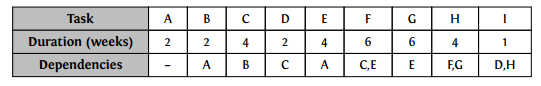 Task A B C D E F G H I
Duration (weeks) 2 2 4 2 4 6 6 4 1
Dependencies – A B C A C,E E F,G D,H